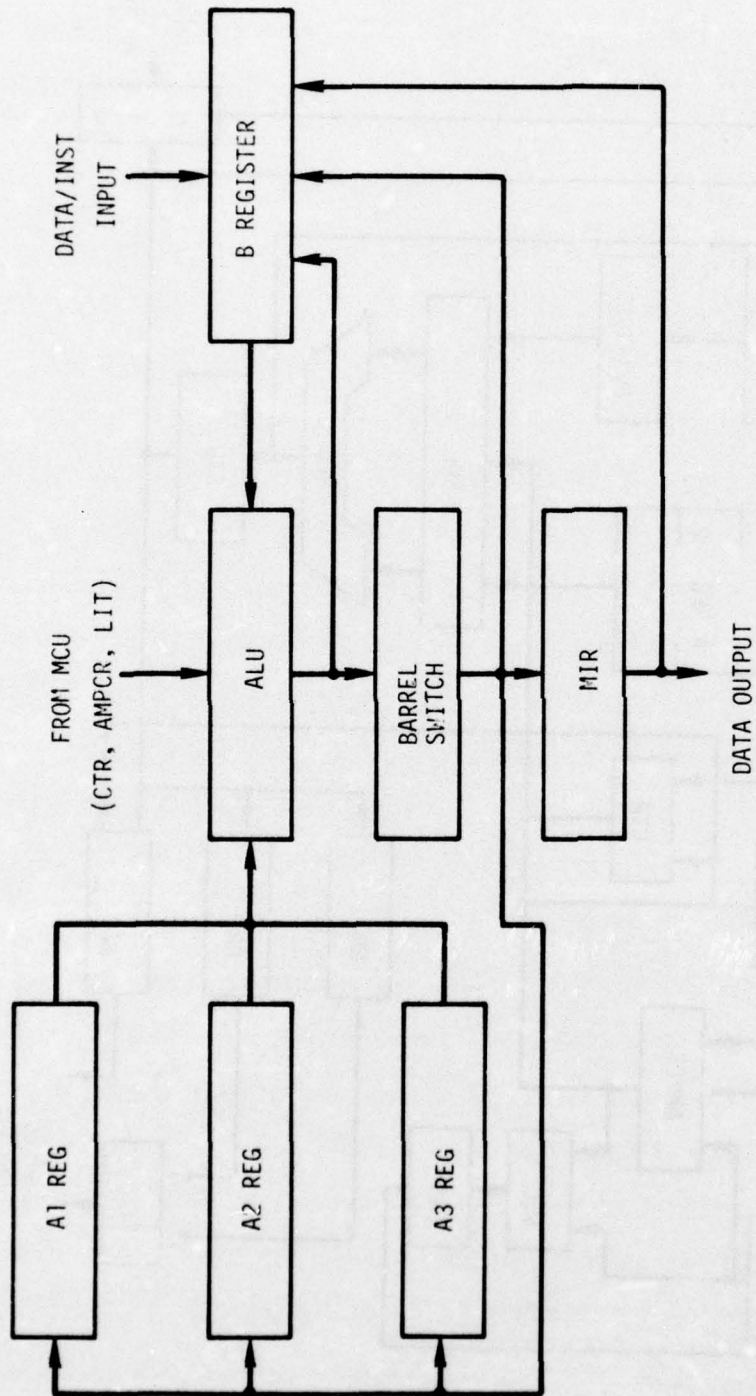 A1 REG
A2 REG
A3 REG
FROM MCU
(CTR, AMPCR, LIT)
ALU
BARREL
SWITCH
MIR
DATA OUTPUT
DATA/INST
INPUT
B REGISTER